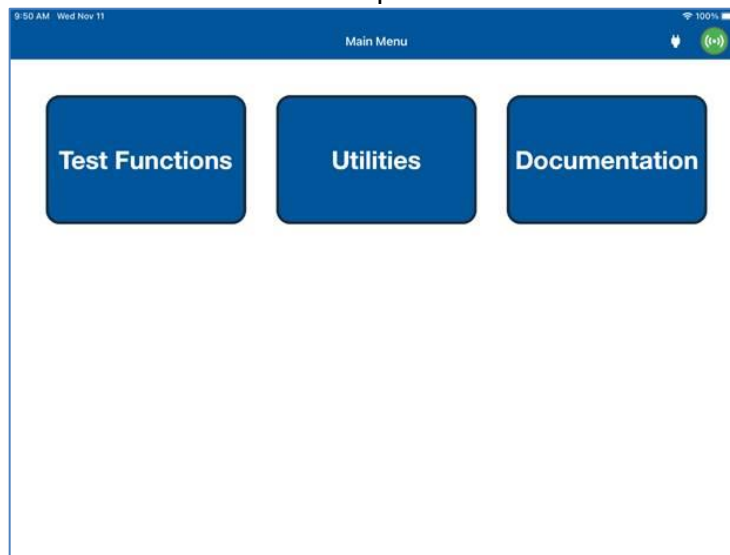 9:50 AM Wed Nov 11 100%
Main Menu
Test Functions Utilities Documentation